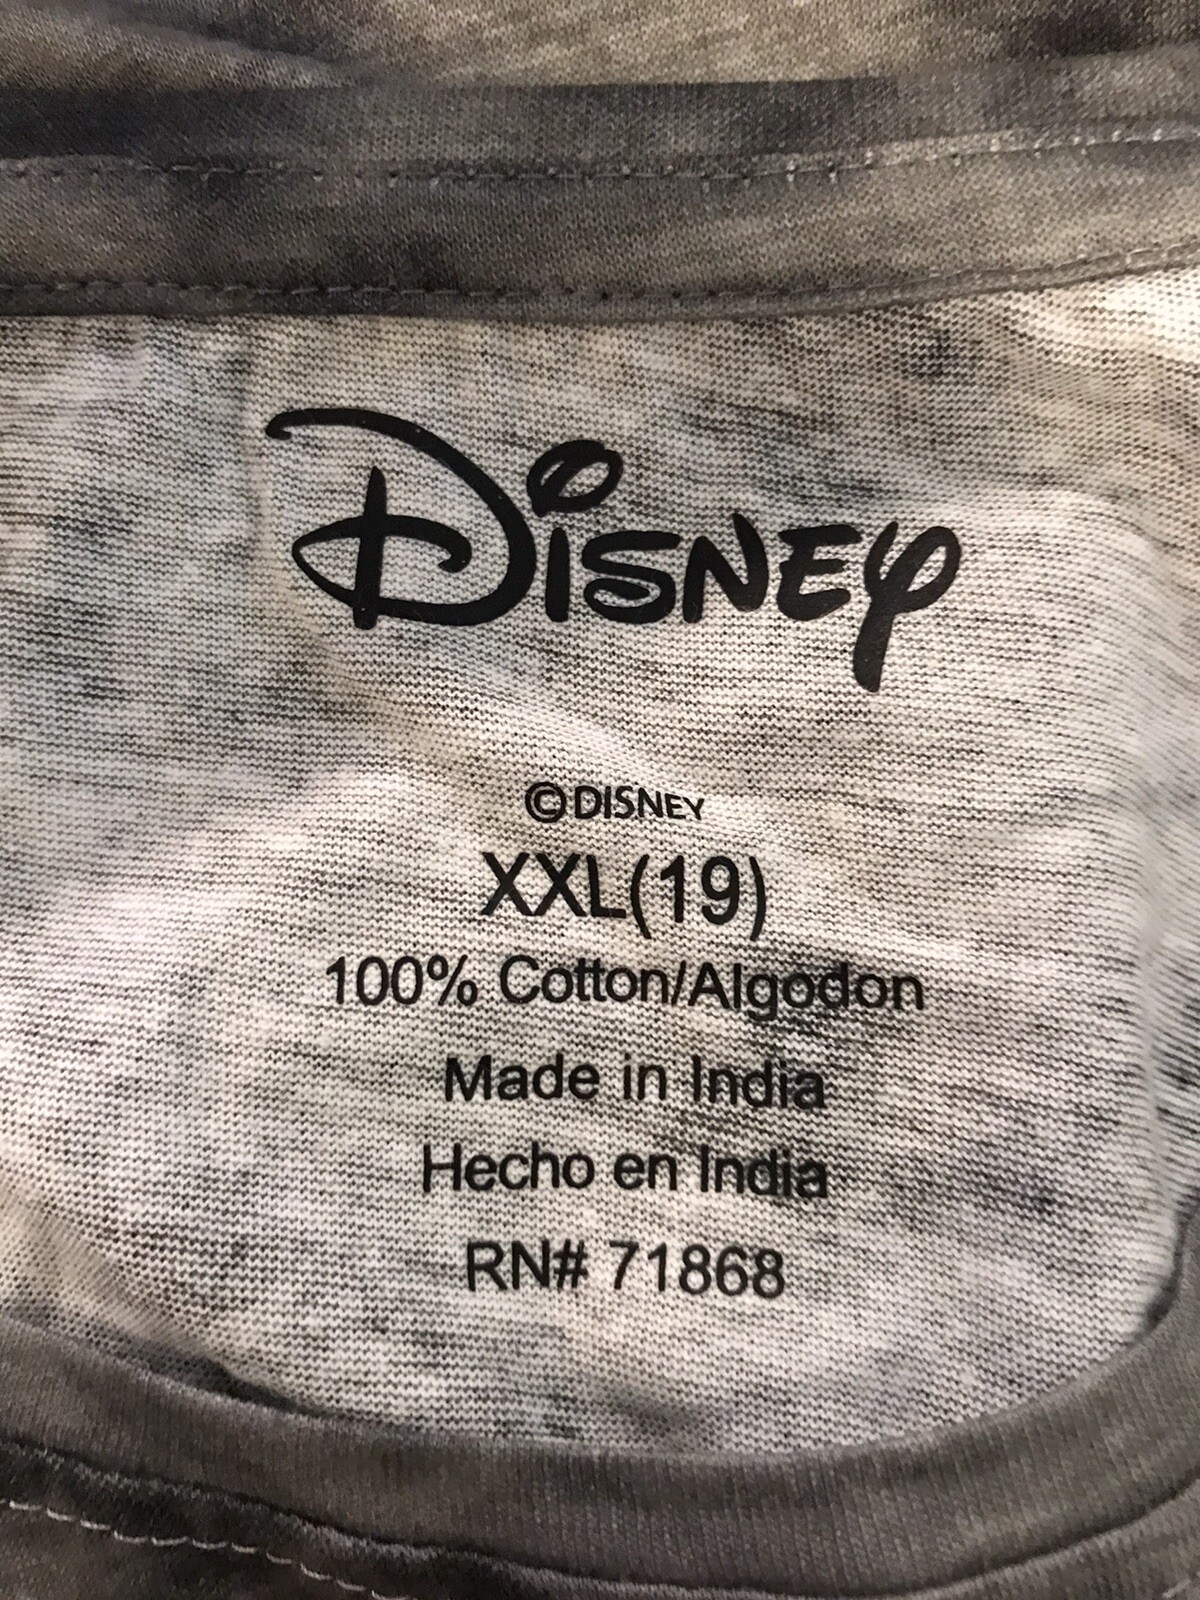 Disney
©DISNEY
XXL(19)
100% Cotton/Algodon
Made in India
Hecho en India
RN# 71868